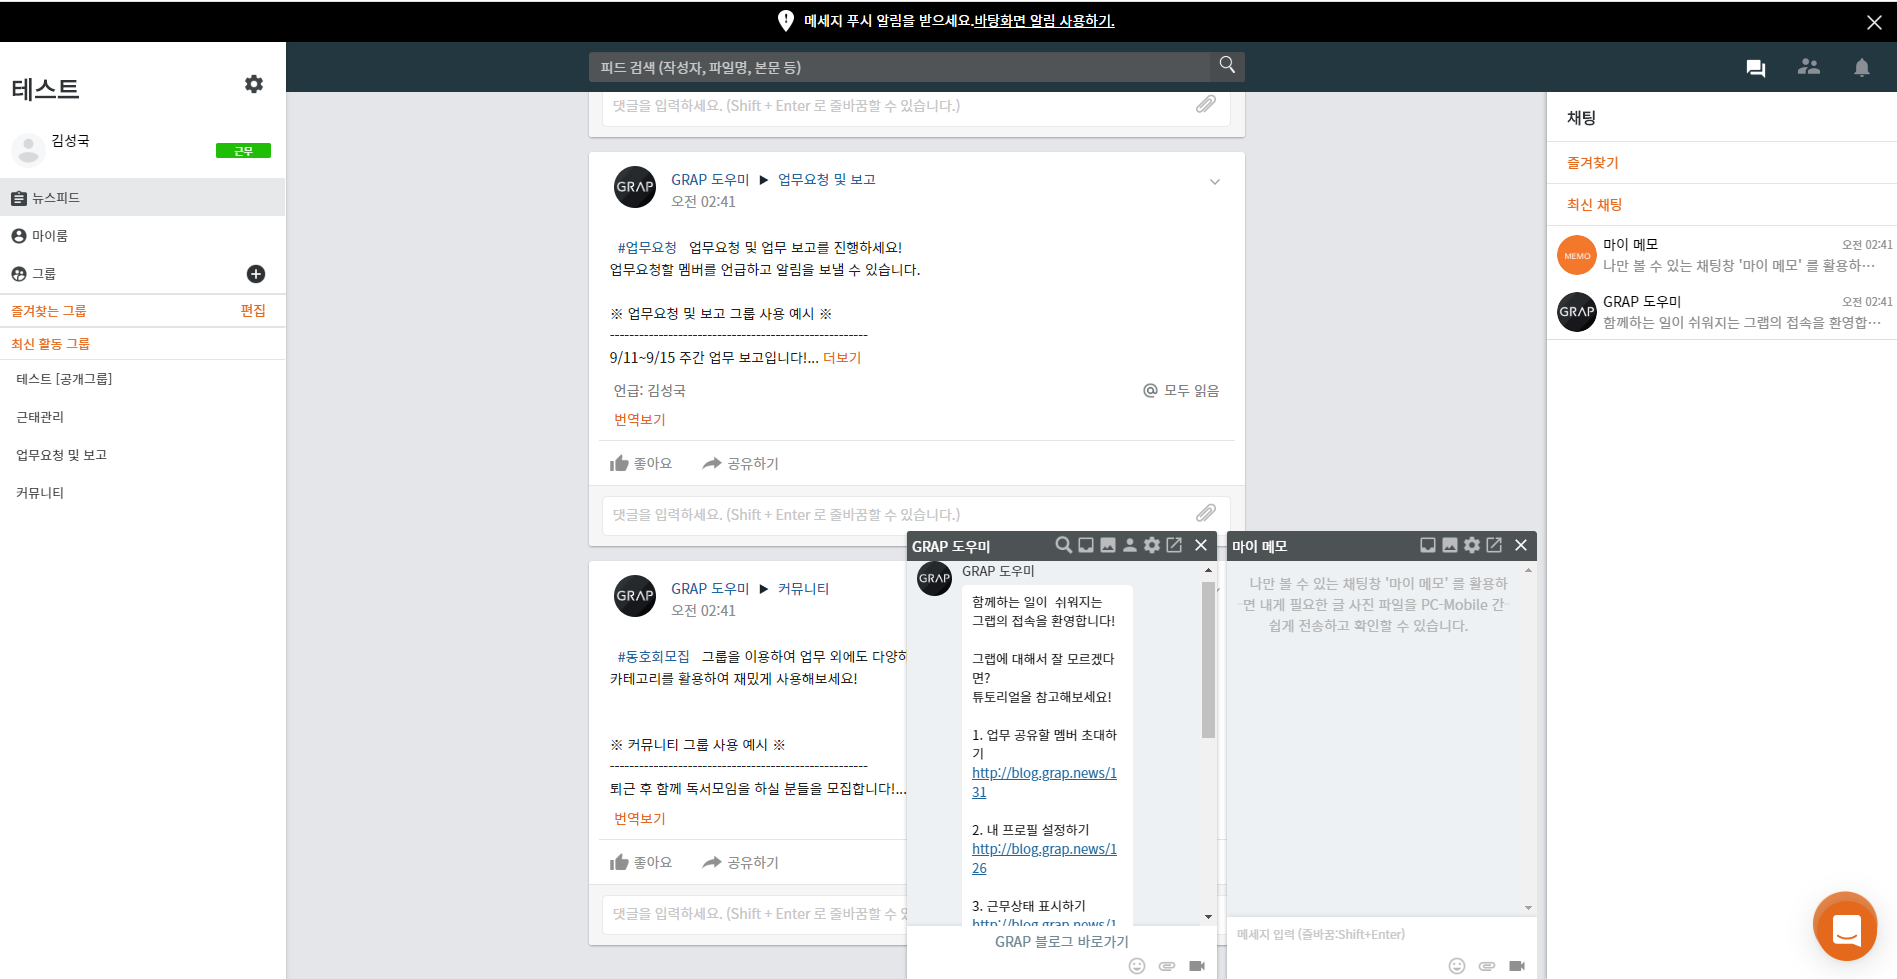 메세지 푸시 알림을 받으세요.바탕화면 알림 사용하기.
테스트
김성국
근무
뉴스피드
마이룸
그룹
즐겨찾는 그룹 편집
최신 활동 그룹
테스트 [공개그룹]
근태관리
업무요청 및 보고
커뮤니티
피드 검색 (작성자, 파일명, 본문 등)
댓글을 입력하세요. (Shift + Enter 로 줄바꿈할 수 있습니다.)
GRAP
GRAP 도우미 ▶ 업무요청 및 보고
오전 02:41
#업무요청 업무요청 및 업무 보고를 진행하세요!
업무요청할 멤버를 언급하고 알림을 보낼 수 있습니다.
※ 업무요청 및 보고 그룹 사용 예시 ※
-----------------------------------------------------
9/11~9/15 주간 업무 보고입니다!... 더보기
언급: 김성국
@ 모두 읽음
번역보기
좋아요 공유하기
댓글을 입력하세요. (Shift + Enter 로 줄바꿈할 수 있습니다.)
GRAP
GRAP 도우미 ▶ 커뮤니티
오전 02:41
#동호회모집 그룹을 이용하여 업무 외에도 다양하
카테고리를 활용하여 재밌게 사용해보세요!
※ 커뮤니티 그룹 사용 예시 ※
-----------------------------------------------------
퇴근 후 함께 독서모임을 하실 분들을 모집합니다!...
번역보기
좋아요 공유하기
댓글을 입력하세요. (Shift + Enter 로 줄바꿈할 수
GRAP 도우미
GRAP
GRAP 도우미
함께하는 일이 쉬워지는
그랩의 접속을 환영합니다!
그랩에 대해서 잘 모르겠다
면?
튜토리얼을 참고해보세요!
1. 업무 공유할 멤버 초대하
기
http://blog.grap.news/1
31
2. 내 프로필 설정하기
http://blog.grap.news/1
26
3. 근무상태 표시하기
http://blog.grap.news/1
GRAP 블로그 바로가기
마이 메모
나만 볼 수 있는 채팅창 '마이 메모' 를 활용하
면 내게 필요한 글 사진 파일을 PC-Mobile 간
쉽게 전송하고 확인할 수 있습니다.
메세지 입력 (줄바꿈:Shift+Enter)
채팅
즐겨찾기
최신 채팅
MEMO
마이 메모 오전 02:41
나만 볼 수 있는 채팅창 '마이 메모' 를 활용하…
GRAP
GRAP 도우미 오전 02:41
함께하는 일이 쉬워지는 그랩의 접속을 환영합…